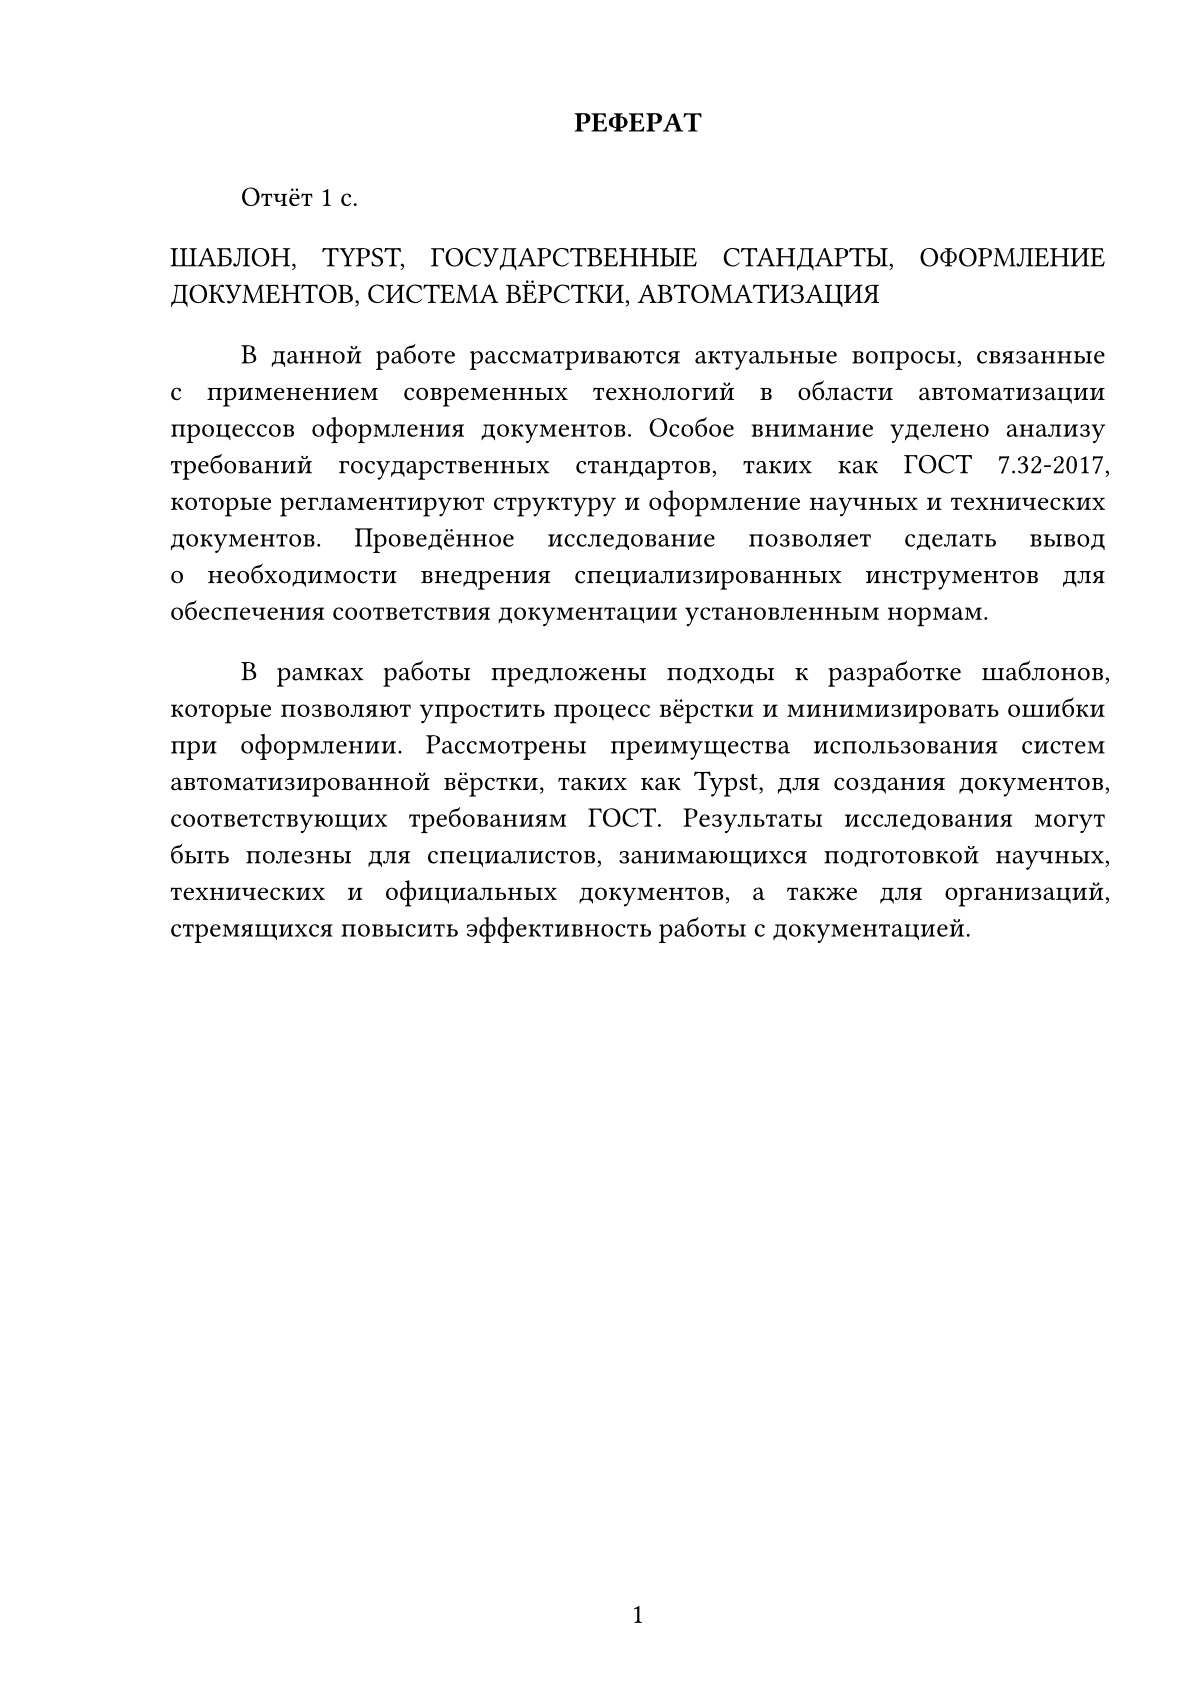 РЕФЕРАТ
Отчёт 1 с.
ШАБЛОН, TYPST, ГОСУДАРСТВЕННЫЕ СТАНДАРТЫ, ОФОРМЛЕНИЕ
ДОКУМЕНТОВ, СИСТЕМА ВЁРСТКИ, АВТОМАТИЗАЦИЯ
В данной работе рассматриваются актуальные вопросы, связанные
с применением современных технологий в области автоматизации
процессов оформления документов. Особое внимание уделено анализу
требований государственных стандартов, таких как ГОСТ 7.32-2017,
которые регламентируют структуру и оформление научных и технических
документов. Проведённое исследование позволяет сделать вывод
о необходимости внедрения специализированных инструментов для
обеспечения соответствия документации установленным нормам.
В рамках работы предложены подходы к разработке шаблонов,
которые позволяют упростить процесс вёрстки и минимизировать ошибки
при оформлении. Рассмотрены преимущества использования систем
автоматизированной вёрстки, таких как Typst, для создания документов,
соответствующих требованиям ГОСТ. Результаты исследования могут
быть полезны для специалистов, занимающихся подготовкой научных,
технических и официальных документов, а также для организаций,
стремящихся повысить эффективность работы с документацией.
1